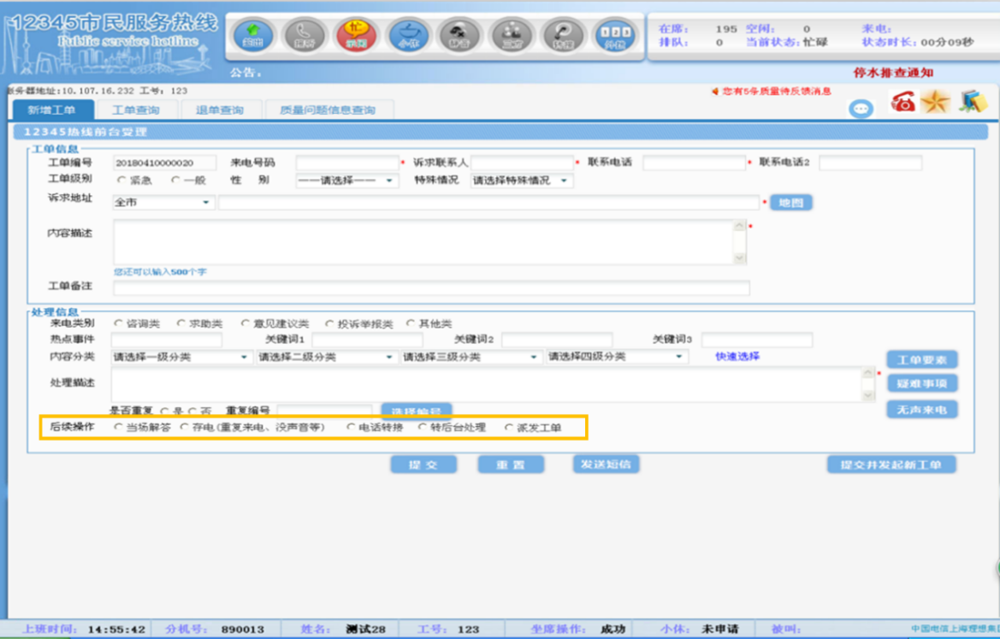 12345市民服务热线
Public service hotline
忙
小休 静音 三方 转接 外线
123
在席: 195 空闲: 0 来电:
排队: 0 当前状态: 忙碌 状态时长: 00分09秒
公告:
停水排查通知
务器地址:10.107.16.232 工号: 123
您有5条质量待反馈消息
新增工单 工单查询 退单查询 质量问题信息查询
12345热线前台受理
工单信息
工单编号 20180410000020 来电号码 * 诉求联系人 * 联系电话 * 联系电话2
工单级别 紧急 一般 性 别 ——请选择—— 特殊情况 请选择特殊情况
诉求地址 全市 * 地图
内容描述 *
您还可以输入500个字
工单备注
处理信息
来电类别 咨询类 求助类 意见建议类 投诉举报类 其他类
热点事件 关键词1 关键词2 关键词3
内容分类 请选择一级分类 请选择二级分类 请选择三级分类 请选择四级分类 快速选择
工单要素
处理描述 *
疑难事项
是否重复 是 否 重复编号 选择编号
无声来电
后续操作 当场解答 存电(重复来电、没声音等) 电话转接 转后台处理 派发工单
提 交 重 置 发送短信 提交并发起新工单
上班时间: 14:55:42 分机号: 890013 姓名: 测试28 工号: 123 坐席操作: 成功 小休: 未申请 被叫: 中国电信上海理想集